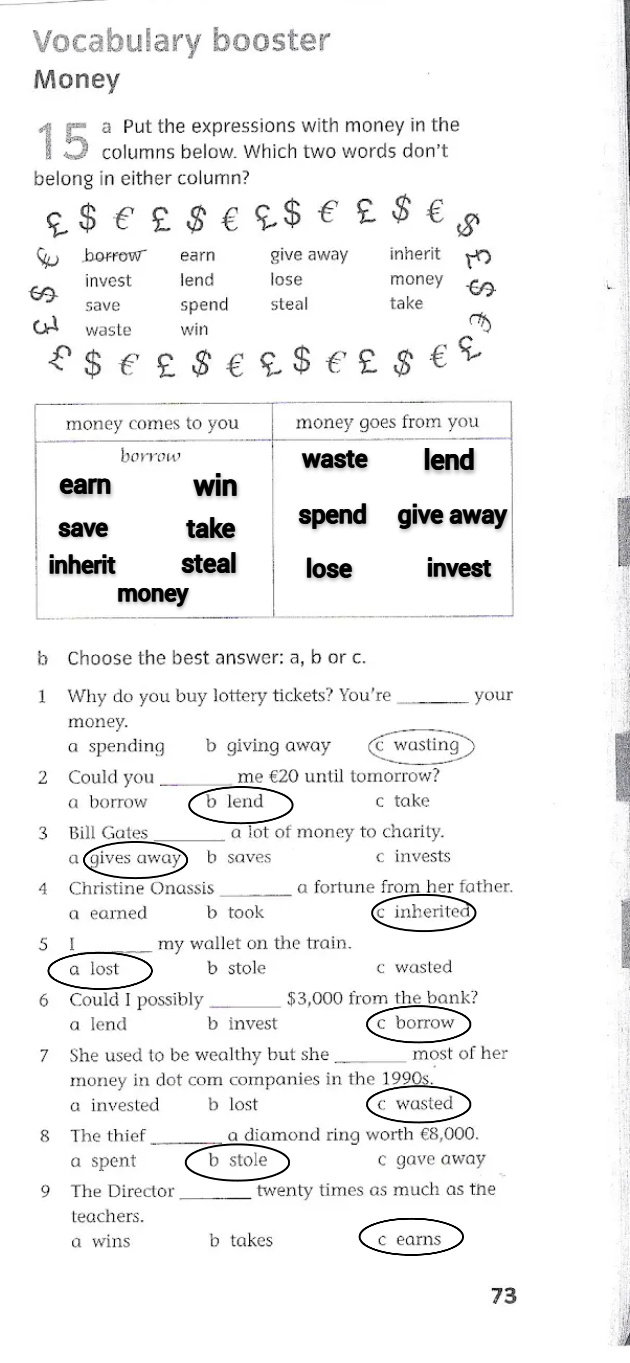 Vocabulary booster
Money
15 a Put the expressions with money in the
columns below. Which two words don't
belong in either column?
£ $ € £ $ € £ $ € £ $ € $
€ borrow earn give away inherit £
$ invest lend lose money $
£ save spend steal take €
waste win
£ $ € £ $ € £ $ € £ $ € £
money comes to you money goes from you
borrow waste lend
earn win
spend give away
save take
inherit steal lose invest
money
b Choose the best answer: a, b or c.
1 Why do you buy lottery tickets? You're ________ your
money.
a spending b giving away c wasting
2 Could you ________ me €20 until tomorrow?
a borrow b lend c take
3 Bill Gates ________ a lot of money to charity.
a gives away b saves c invests
4 Christine Onassis ________ a fortune from her father.
a earned b took c inherited
5 I ________ my wallet on the train.
a lost b stole c wasted
6 Could I possibly ________ $3,000 from the bank?
a lend b invest c borrow
7 She used to be wealthy but she ________ most of her
money in dot com companies in the 1990s.
a invested b lost c wasted
8 The thief ________ a diamond ring worth €8,000.
a spent b stole c gave away
9 The Director ________ twenty times as much as the
teachers.
a wins b takes c earns
73